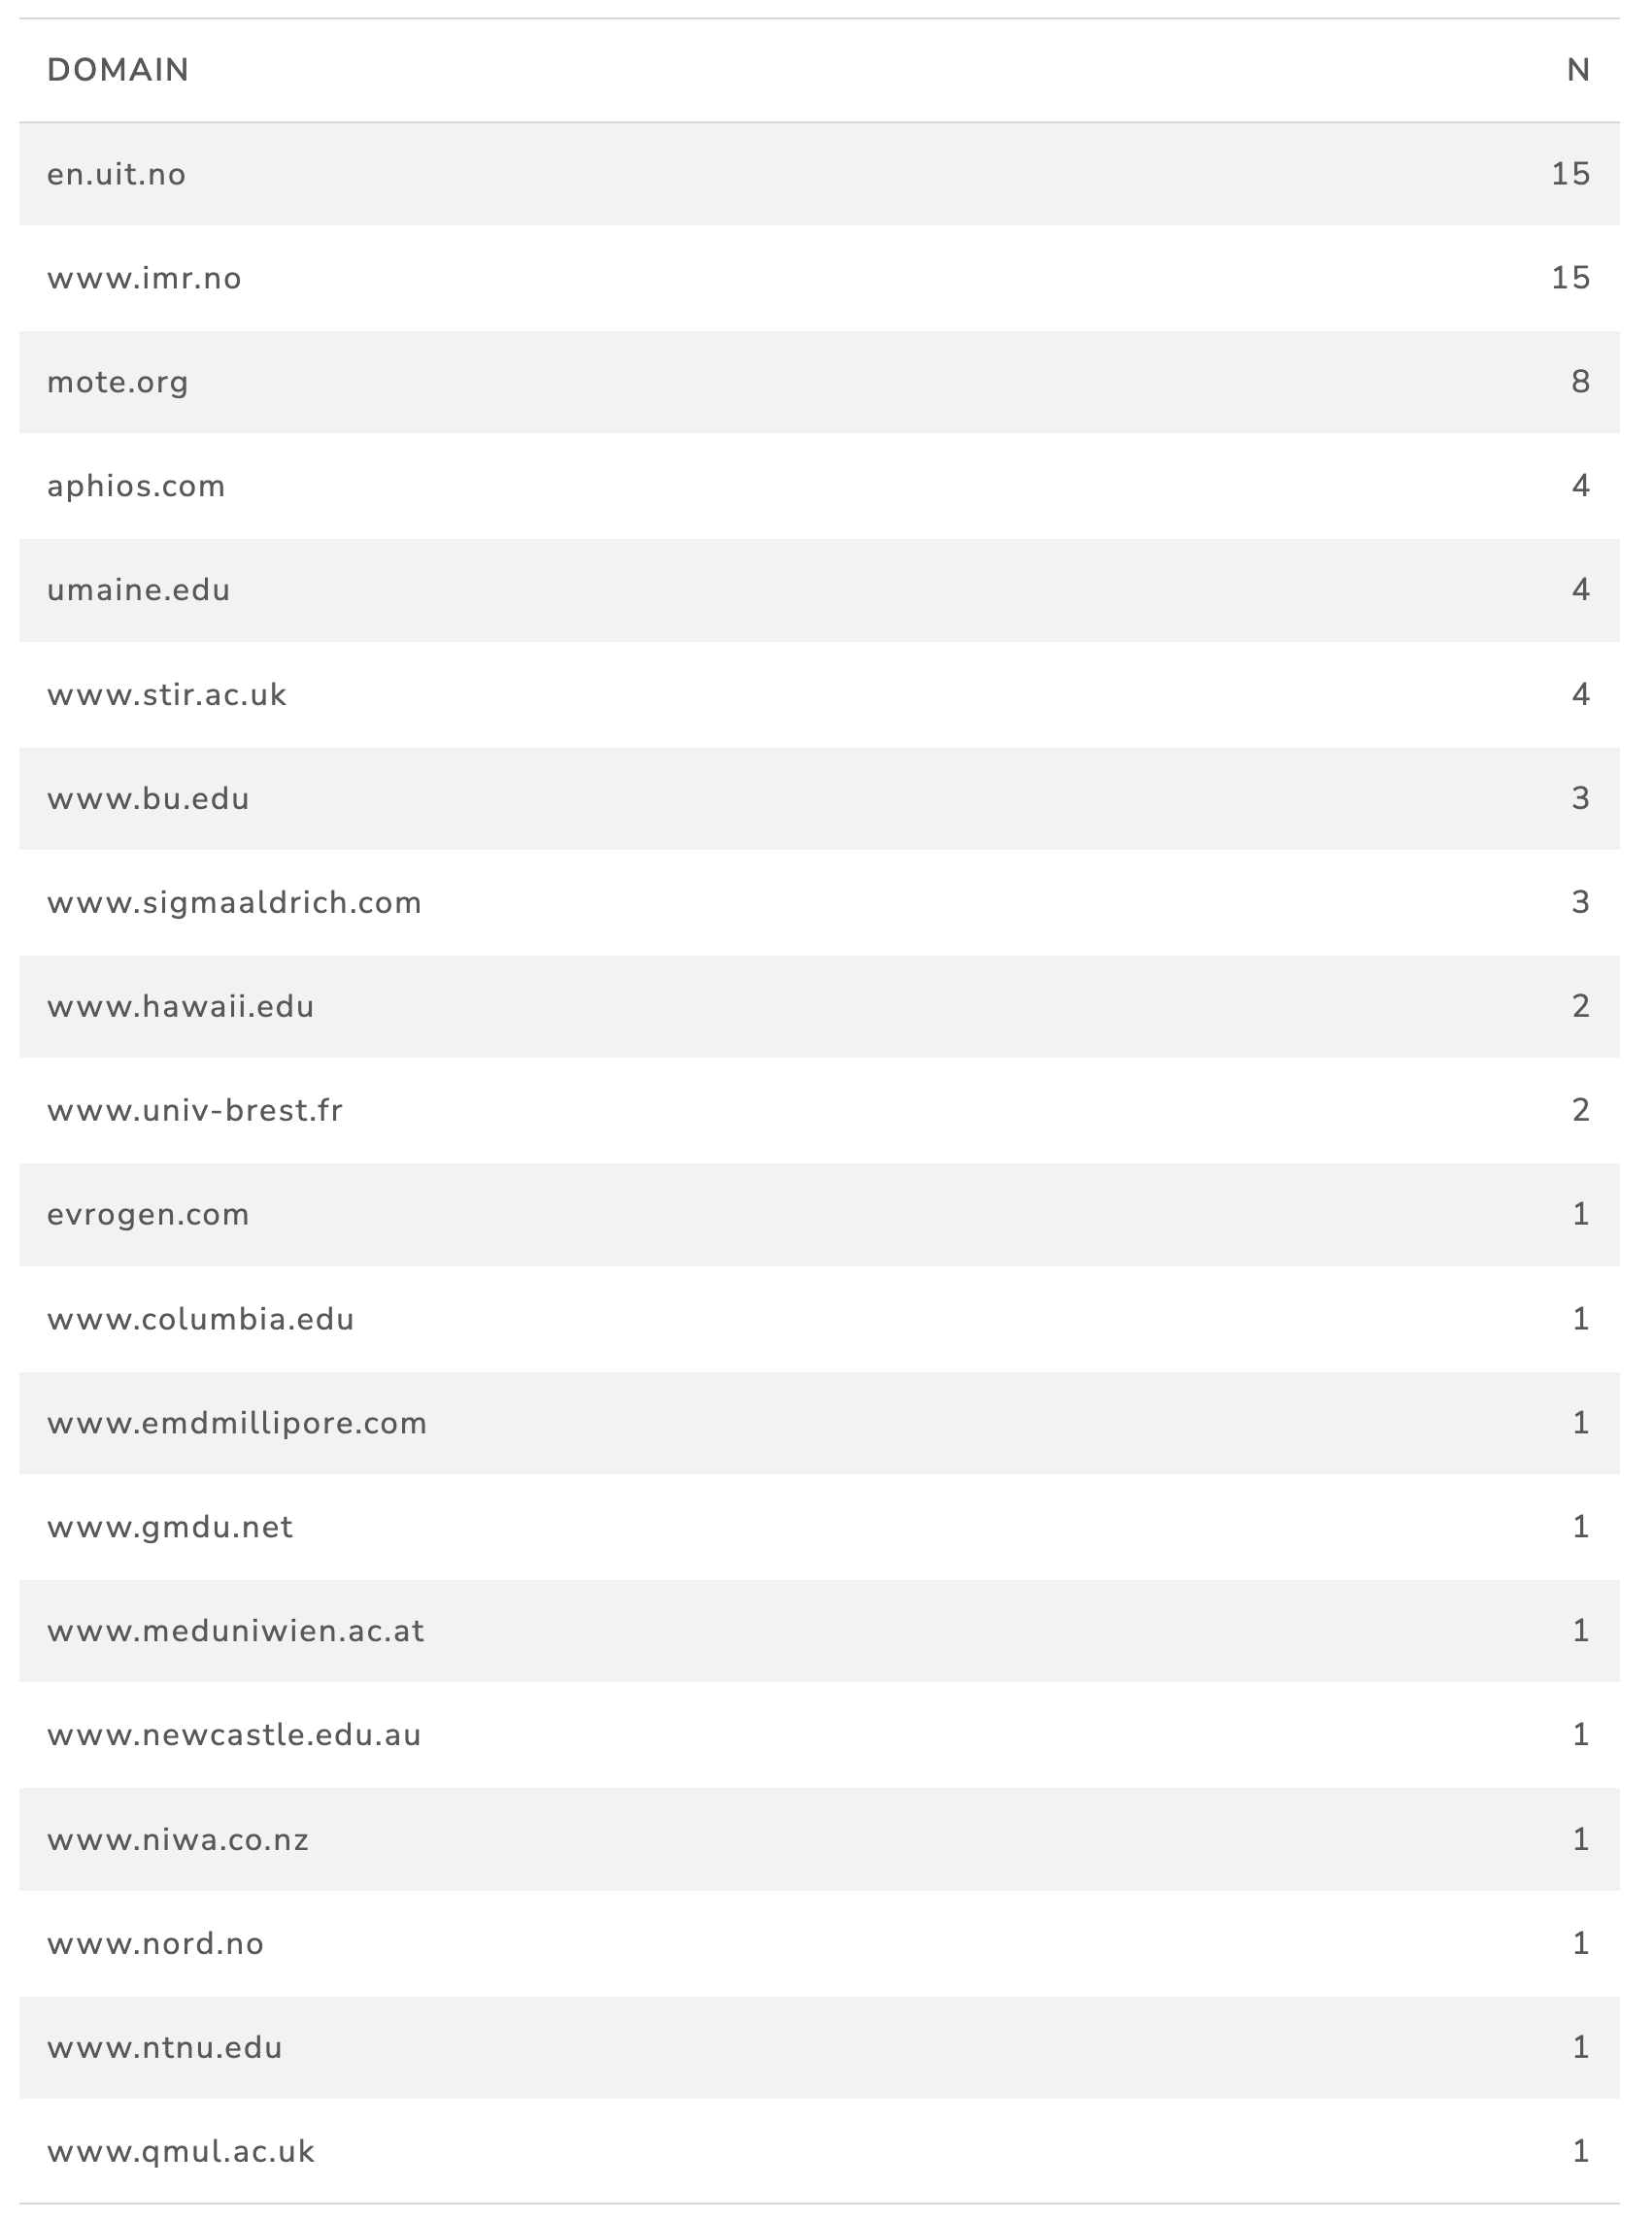 DOMAIN N
en.uit.no 15
www.imr.no 15
mote.org 8
aphios.com 4
umaine.edu 4
www.stir.ac.uk 4
www.bu.edu 3
www.sigmaaldrich.com 3
www.hawaii.edu 2
www.univ-brest.fr 2
evrogen.com 1
www.columbia.edu 1
www.emdmillipore.com 1
www.gmdu.net 1
www.meduniwien.ac.at 1
www.newcastle.edu.au 1
www.niwa.co.nz 1
www.nord.no 1
www.ntnu.edu 1
www.qmul.ac.uk 1